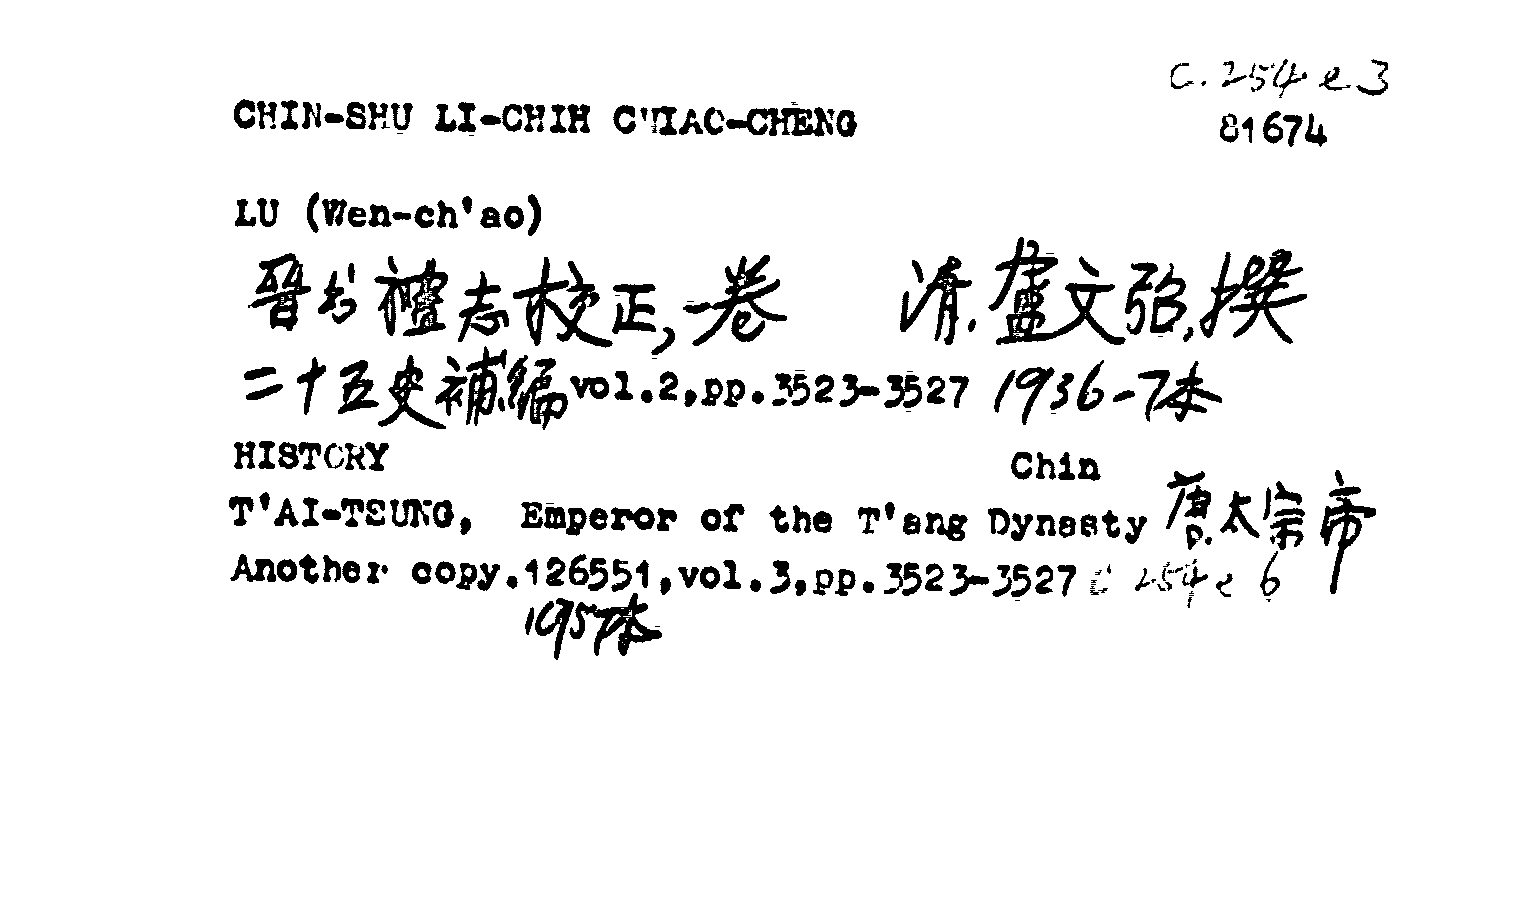 C.254 e 3
CHIN-SHU LI-CHIH CHIAO-CHENG
81674
LU (Wen-ch'ao)
晉书禮志校正,一卷 清.盧文弨.撰
二十五史補編 vol.2,pp.3523-3527 1936-7本
HISTORY Chin
T'AI-TSUNG, Emperor of the T'ang Dynasty 唐太宗帝
Another copy.126551,vol.3,pp.3523-3527 C 254 e 6
1957本